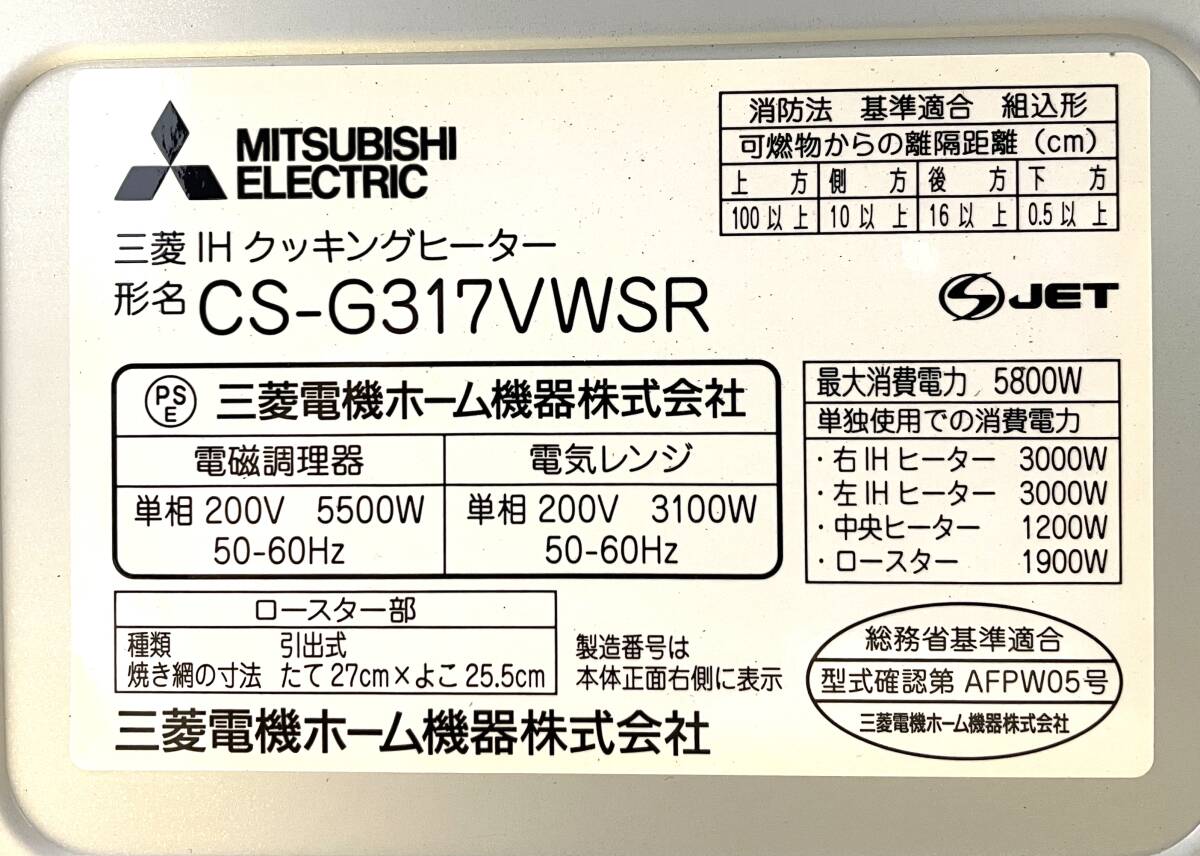 MITSUBISHI
ELECTRIC
三菱 IH クッキングヒーター
形名 CS-G317VWSR
消防法 基準適合 組込形
可燃物からの離隔距離（cm）
上方 側方 後方 下方
100以上 10以上 16以上 0.5以上
JET
PS
E
三菱電機ホーム機器株式会社
電磁調理器 電気レンジ
単相 200V 5500W 単相 200V 3100W
50-60Hz 50-60Hz
最大消費電力 5800W
単独使用での消費電力
・右IHヒーター 3000W
・左IHヒーター 3000W
・中央ヒーター 1200W
・ロースター 1900W
ロースター部
種類 引出式
焼き網の寸法 たて27cm×よこ25.5cm
製造番号は
本体正面右側に表示
三菱電機ホーム機器株式会社
総務省基準適合
型式確認第 AFPW05号
三菱電機ホーム機器株式会社